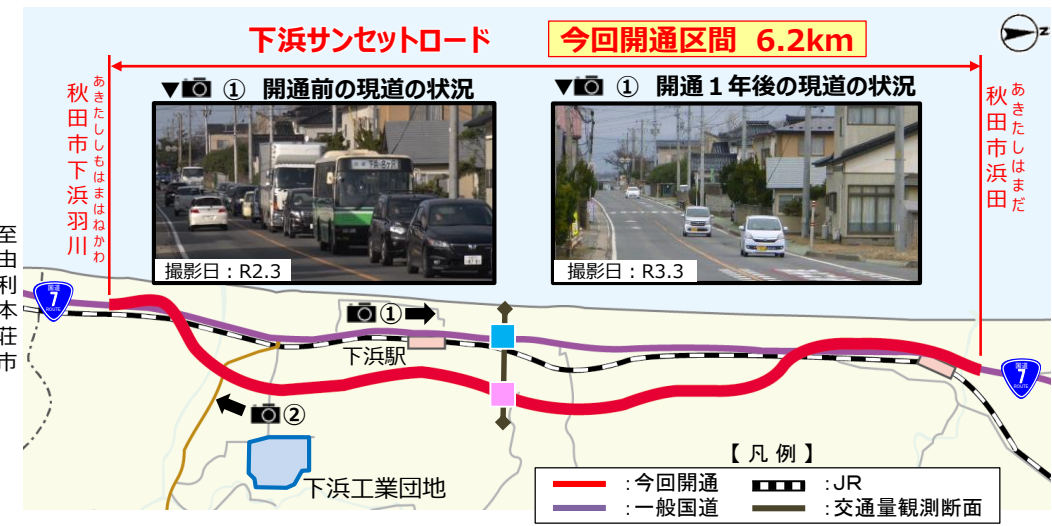 下浜サンセットロード
今回開通区間 6.2km
Z
▼ ① 開通前の現道の状況
▼ ① 開通１年後の現道の状況
秋田市下浜羽川
あきたししもはまはねかわ
秋田市浜田
あきたしはまだ
撮影日：R2.3
撮影日：R3.3
至由利本荘市
国道
7
ROUTE
①
下浜駅
②
下浜工業団地
国道
7
ROUTE
【 凡 例 】
：今回開通
：JR
：一般国道
：交通量観測断面